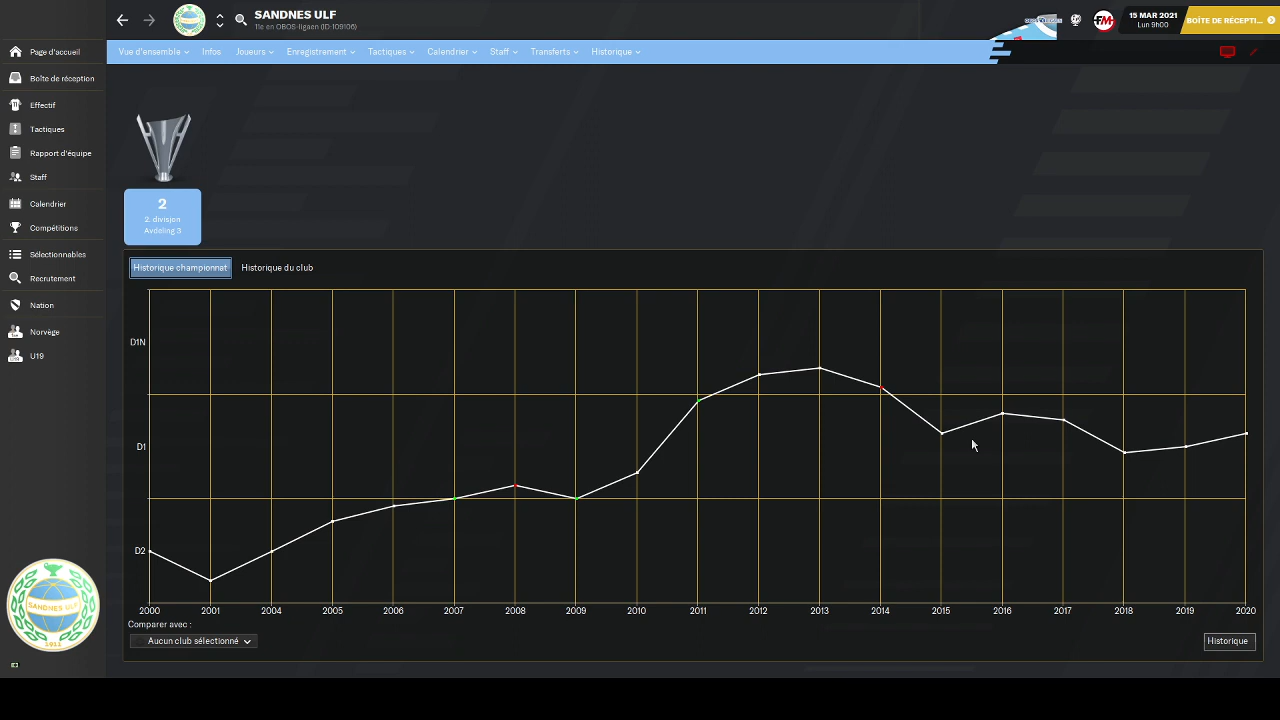 SANDNES ULF
11e en OBOS-ligaen (ID-109106)
FM
15 MAR 2021
Lun 9h00
BOÎTE DE RÉCEPTI...
Page d'accueil
Vue d'ensemble
Infos
Joueurs
Enregistrement
Tactiques
Calendrier
Staff
Transferts
Historique
Boîte de réception
Effectif
Tactiques
Rapport d'équipe
Staff
Calendrier
Compétitions
Sélectionnables
Recrutement
Nation
Norvège
U19
2
2. divisjon
Avdeling 3
Historique championnat
Historique du club
D1N
D1
D2
2000 2001 2004 2005 2006 2007 2008 2009 2010 2011 2012 2013 2014 2015 2016 2017 2018 2019 2020
Comparer avec :
Aucun club sélectionné
Historique
SANDNES ULF
1911